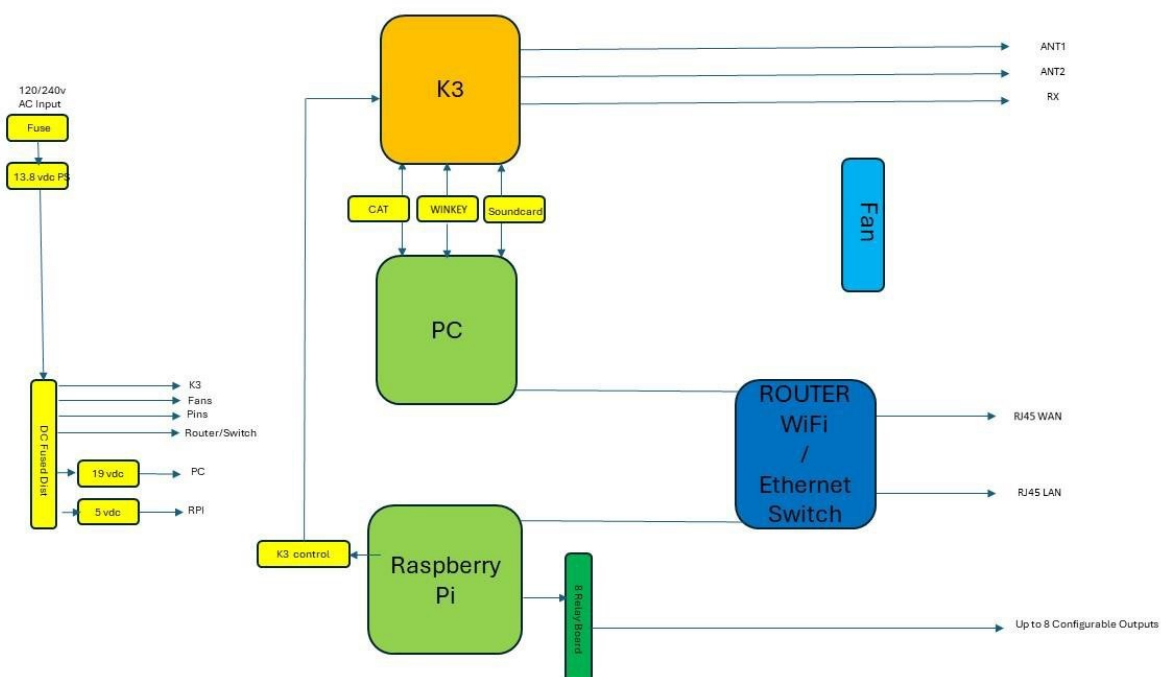 120/240v
AC Input
Fuse
13.8 vdc PS
DC Fused Dist
K3
Fans
Pins
Router/Switch
19 vdc
PC
5 vdc
RPI
K3
ANT1
ANT2
RX
CAT
WINKEY
Soundcard
PC
Fan
ROUTER
WiFi
/
Ethernet
Switch
RJ45 WAN
RJ45 LAN
K3 control
Raspberry
Pi
8 Relay Board
Up to 8 Configurable Outputs